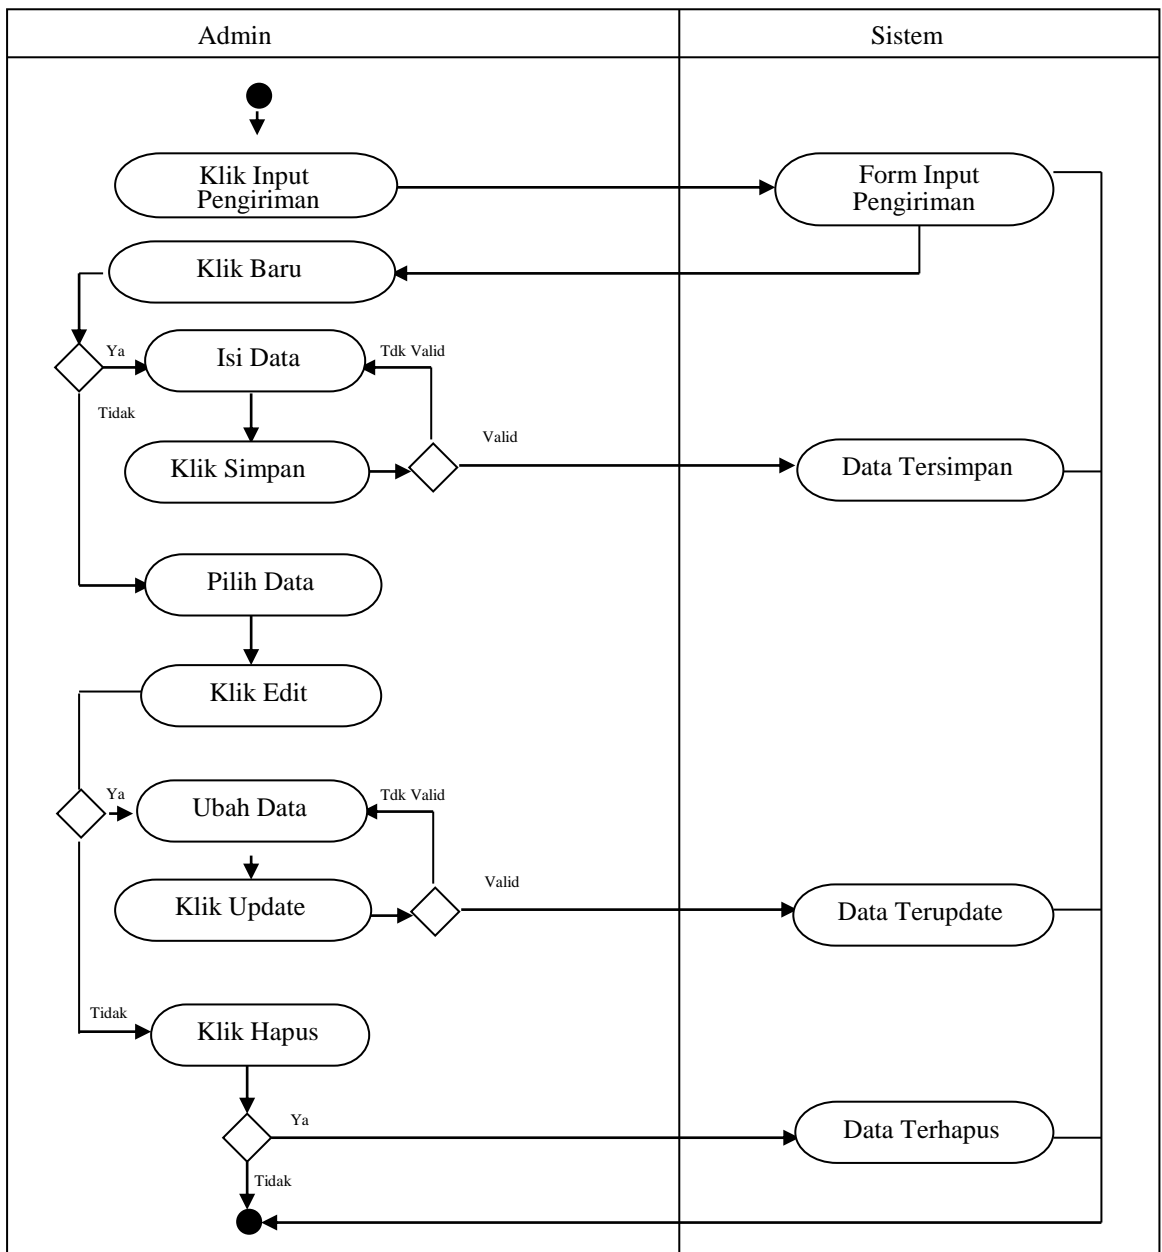 Admin
Sistem
Klik Input
Pengiriman
Form Input
Pengiriman
Klik Baru
Ya
Isi Data
Tdk Valid
Tidak
Valid
Klik Simpan
Data Tersimpan
Pilih Data
Klik Edit
Ya
Ubah Data
Tdk Valid
Valid
Klik Update
Data Terupdate
Tidak
Klik Hapus
Ya
Data Terhapus
Tidak